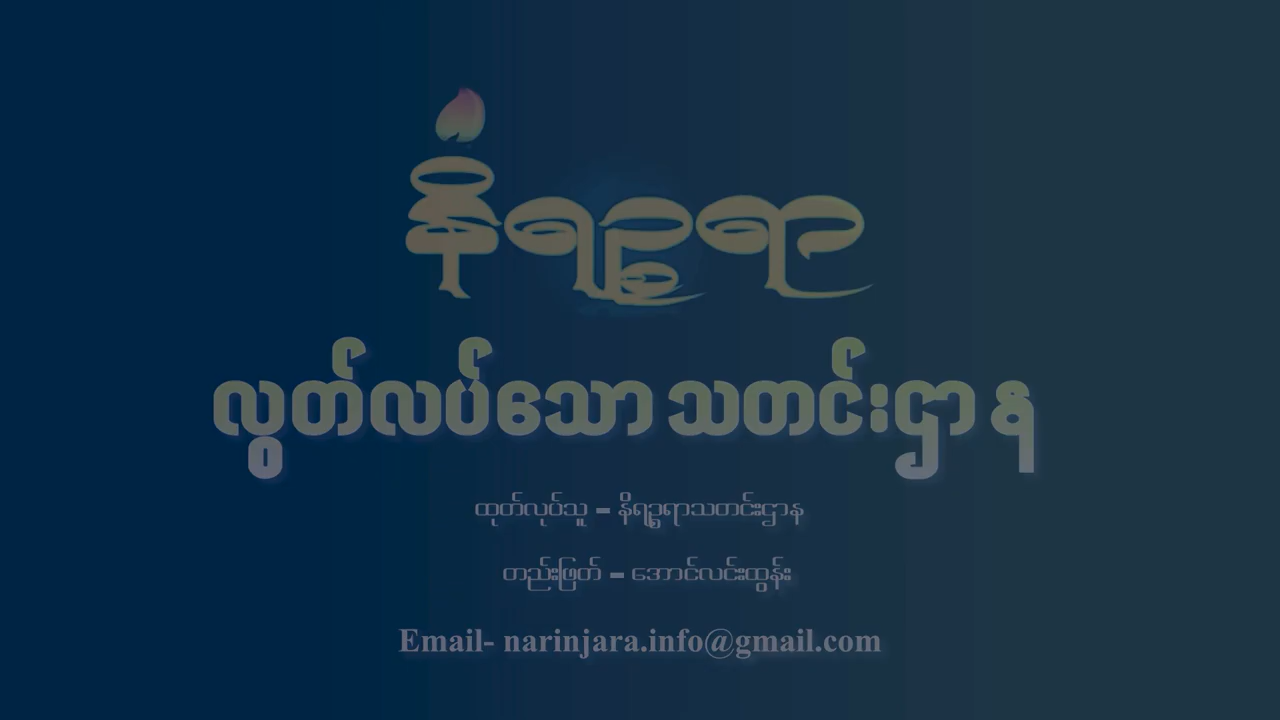 နိရဉ္စရာ
လွတ်လပ်သော သတင်းဌာန
ထုတ်လုပ်သူ – နိရဉ္စရာသတင်းဌာန
တည်းဖြတ် – အောင်လင်းထွန်း
Email- narinjara.info@gmail.com